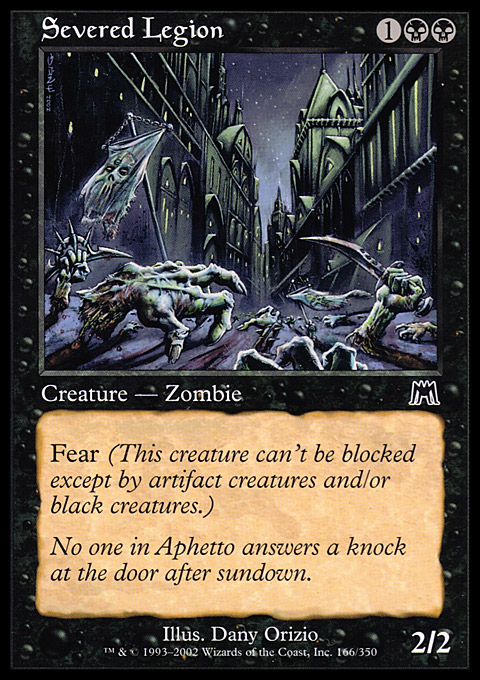 Severed Legion 1
Creature — Zombie
Fear (This creature can't be blocked
except by artifact creatures and/or
black creatures.)
No one in Aphetto answers a knock
at the door after sundown.
Illus. Dany Orizio
™ & © 1993–2002 Wizards of the Coast, Inc. 166/350
2/2